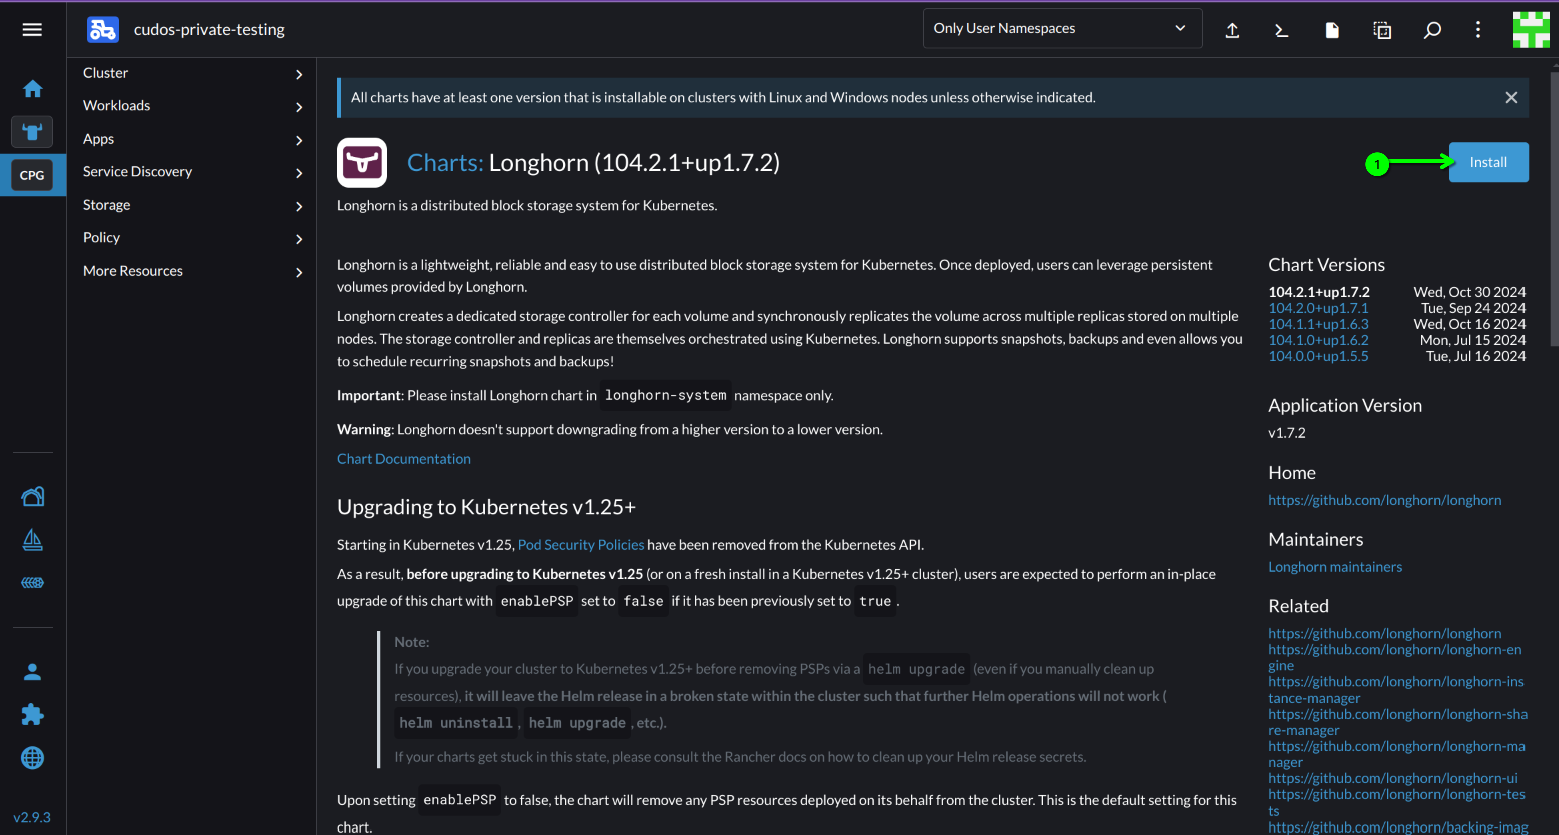 cudos-private-testing
Only User Namespaces
CPG
v2.9.3
Cluster
Workloads
Apps
Service Discovery
Storage
Policy
More Resources
All charts have at least one version that is installable on clusters with Linux and Windows nodes unless otherwise indicated.
Charts: Longhorn (104.2.1+up1.7.2)
1
Install
Longhorn is a distributed block storage system for Kubernetes.
Longhorn is a lightweight, reliable and easy to use distributed block storage system for Kubernetes. Once deployed, users can leverage persistent
volumes provided by Longhorn.
Longhorn creates a dedicated storage controller for each volume and synchronously replicates the volume across multiple replicas stored on multiple
nodes. The storage controller and replicas are themselves orchestrated using Kubernetes. Longhorn supports snapshots, backups and even allows you
to schedule recurring snapshots and backups!
Important: Please install Longhorn chart in longhorn-system namespace only.
Warning: Longhorn doesn't support downgrading from a higher version to a lower version.
Chart Documentation
Upgrading to Kubernetes v1.25+
Starting in Kubernetes v1.25, Pod Security Policies have been removed from the Kubernetes API.
As a result, before upgrading to Kubernetes v1.25 (or on a fresh install in a Kubernetes v1.25+ cluster), users are expected to perform an in-place
upgrade of this chart with enablePSP set to false if it has been previously set to true .
Note:
If you upgrade your cluster to Kubernetes v1.25+ before removing PSPs via a helm upgrade (even if you manually clean up
resources), it will leave the Helm release in a broken state within the cluster such that further Helm operations will not work (
helm uninstall , helm upgrade , etc.).
If your charts get stuck in this state, please consult the Rancher docs on how to clean up your Helm release secrets.
Upon setting enablePSP to false, the chart will remove any PSP resources deployed on its behalf from the cluster. This is the default setting for this
chart.
Chart Versions
104.2.1+up1.7.2 Wed, Oct 30 2024
104.2.0+up1.7.1 Tue, Sep 24 2024
104.1.1+up1.6.3 Wed, Oct 16 2024
104.1.0+up1.6.2 Mon, Jul 15 2024
104.0.0+up1.5.5 Tue, Jul 16 2024
Application Version
v1.7.2
Home
https://github.com/longhorn/longhorn
Maintainers
Longhorn maintainers
Related
https://github.com/longhorn/longhorn
https://github.com/longhorn/longhorn-en
gine
https://github.com/longhorn/longhorn-ins
tance-manager
https://github.com/longhorn/longhorn-sha
re-manager
https://github.com/longhorn/longhorn-ma
nager
https://github.com/longhorn/longhorn-ui
https://github.com/longhorn/longhorn-tes
ts
https://github.com/longhorn/backing-imag